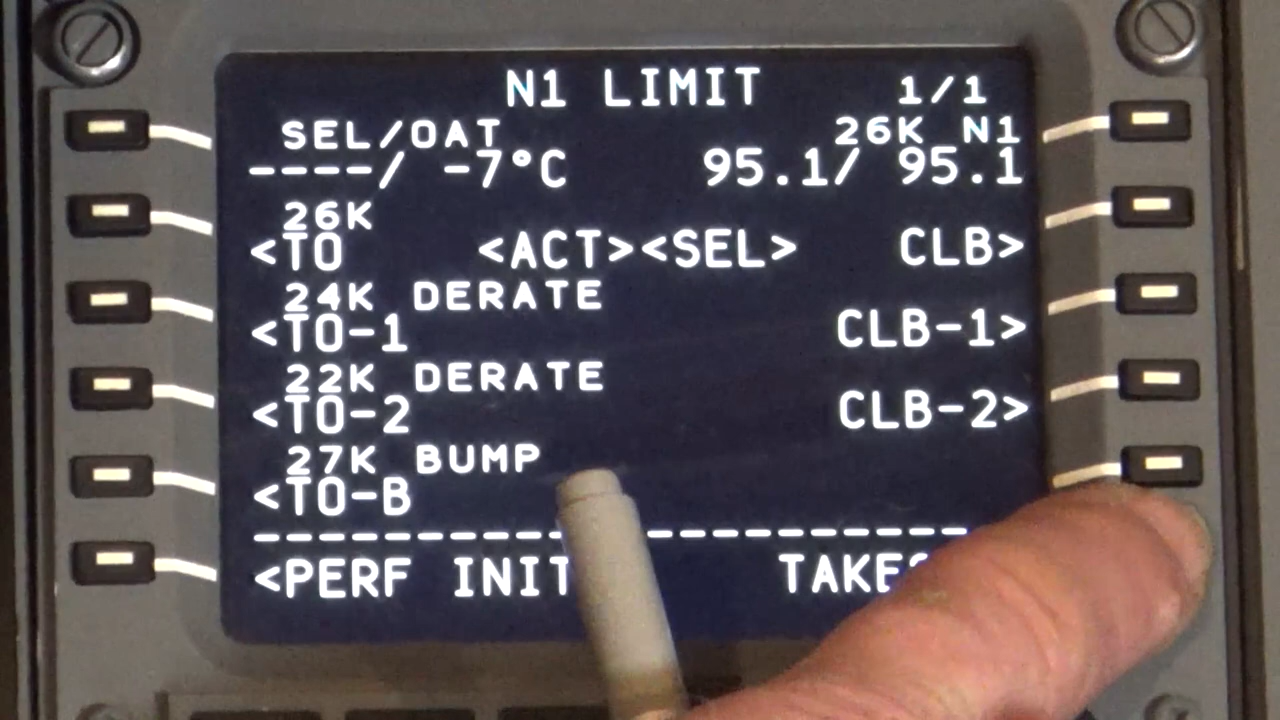 N1 LIMIT 1/1
SEL/OAT 26K N1
----/ -7°C 95.1/ 95.1
26K
<TO <ACT><SEL> CLB>
24K DERATE
<TO-1 CLB-1>
22K DERATE
<TO-2 CLB-2>
27K BUMP
<TO-B
<PERF INIT